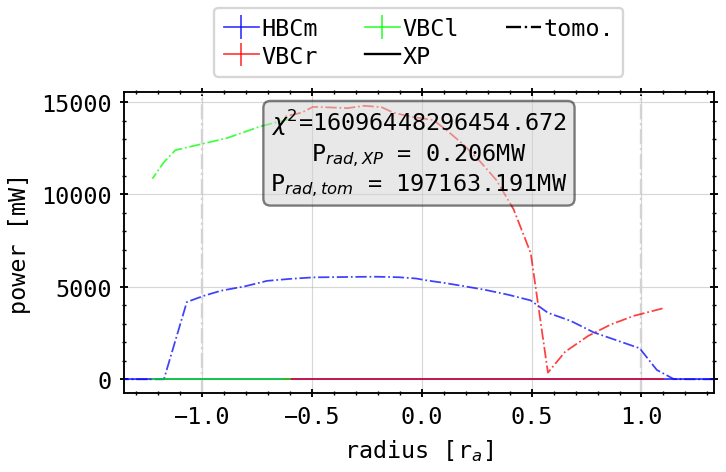 HBCm VBCl tomo.
VBCr XP
15000
χ²=16096448296454.672
P_rad,XP = 0.206MW
P_rad,tom = 197163.191MW
10000
5000
0
power [mW]
−1.0 −0.5 0.0 0.5 1.0
radius [r_a]